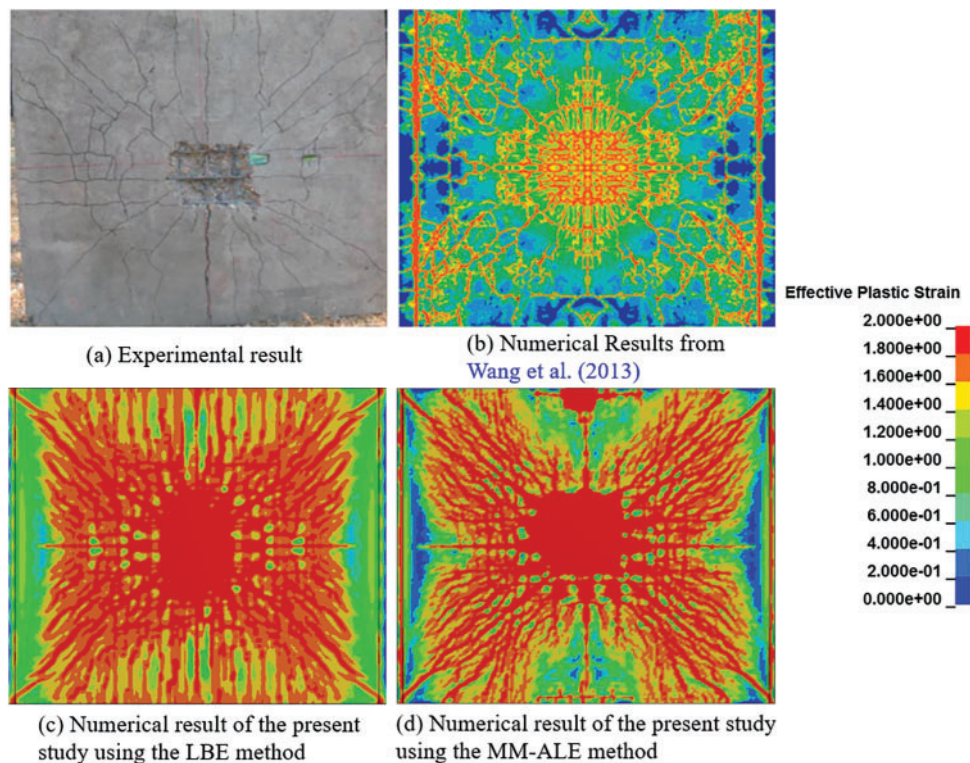 (a) Experimental result
(b) Numerical Results from
Wang et al. (2013)
Effective Plastic Strain
2.000e+00
1.800e+00
1.600e+00
1.400e+00
1.200e+00
1.000e+00
8.000e-01
6.000e-01
4.000e-01
2.000e-01
0.000e+00
(c) Numerical result of the present
study using the LBE method
(d) Numerical result of the present study
using the MM-ALE method